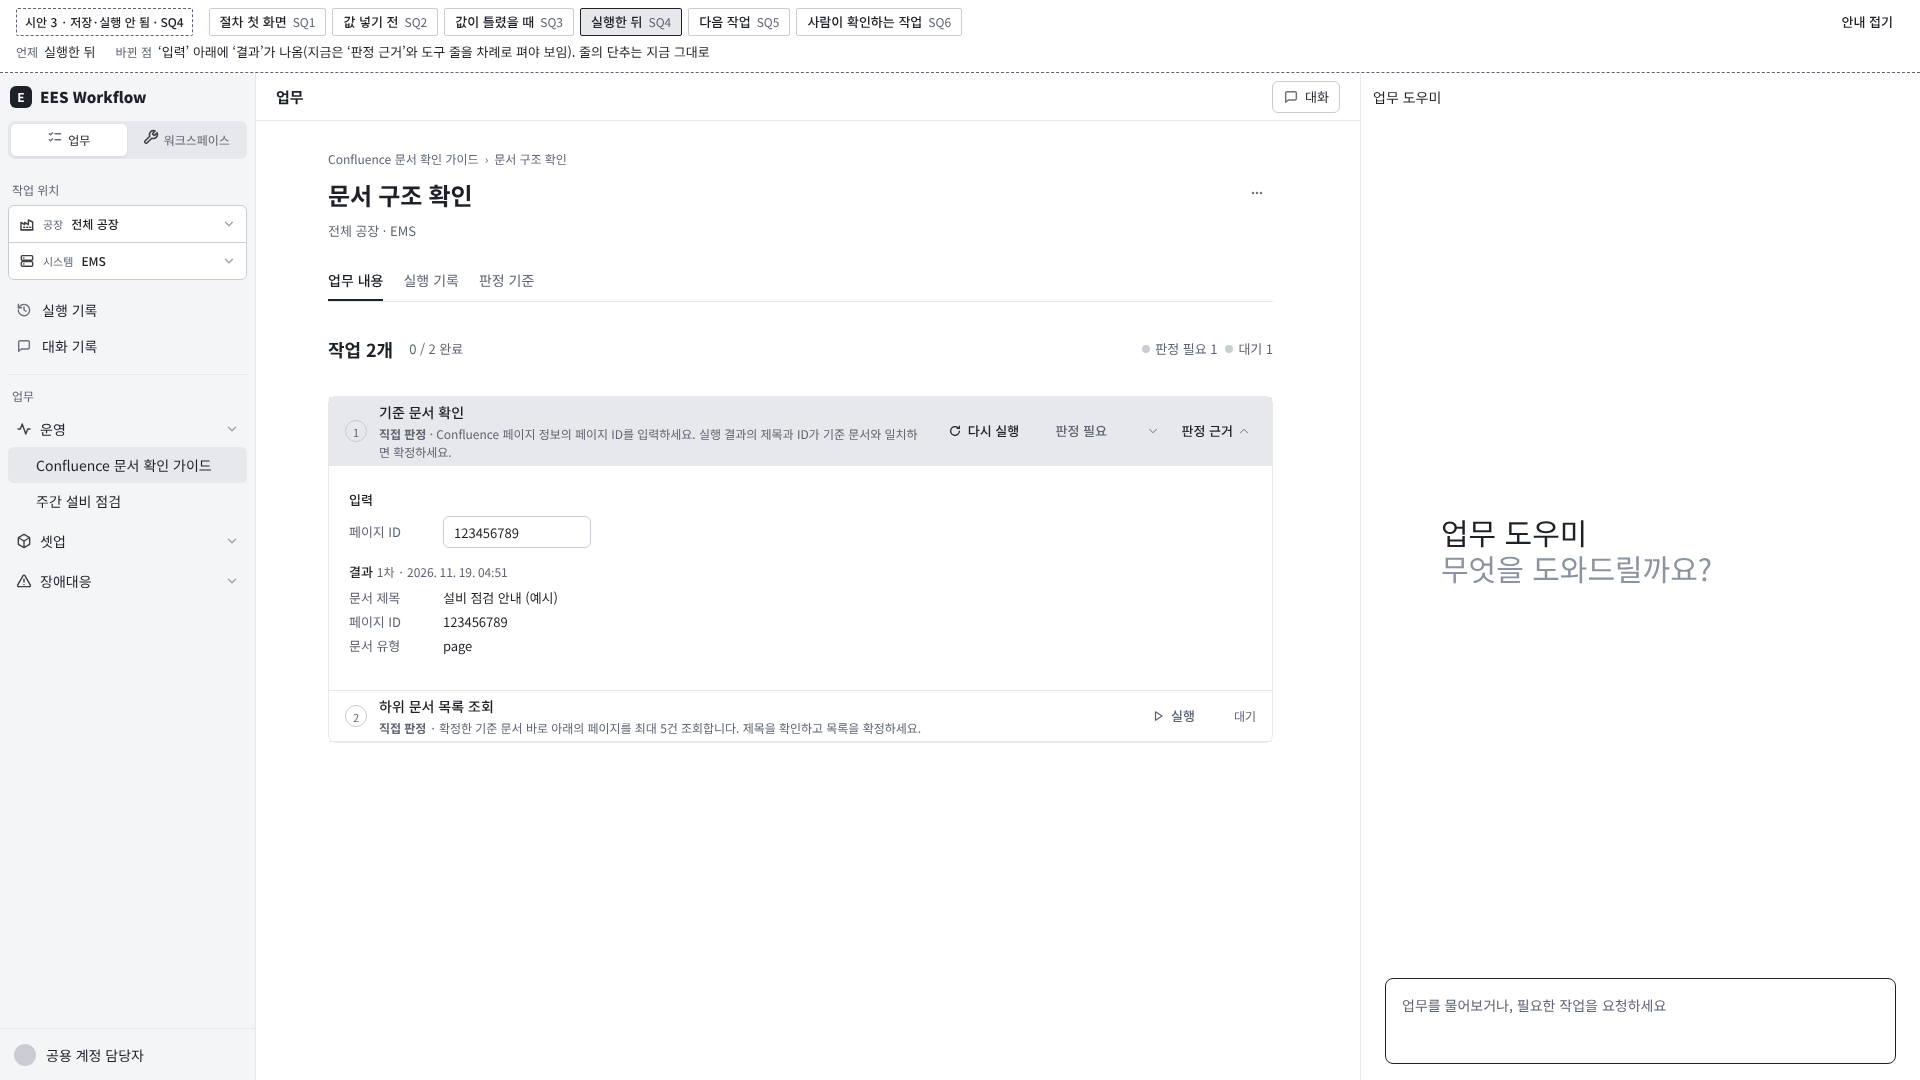 시안 3 · 저장·실행 안 됨 · SQ4
절차 첫 화면 SQ1
값 넣기 전 SQ2
값이 틀렸을 때 SQ3
실행한 뒤 SQ4
다음 작업 SQ5
사람이 확인하는 작업 SQ6
안내 접기
언제 실행한 뒤 바뀐 점 ‘입력’ 아래에 ‘결과’가 나옴(지금은 ‘판정 근거’와 도구 줄을 차례로 펴야 보임). 줄의 단추는 지금 그대로
E EES Workflow
업무
워크스페이스
작업 위치
공장 전체 공장
시스템 EMS
실행 기록
대화 기록
업무
운영
Confluence 문서 확인 가이드
주간 설비 점검
셋업
장애대응
공용 계정 담당자
업무
대화
Confluence 문서 확인 가이드 › 문서 구조 확인
문서 구조 확인
...
전체 공장 · EMS
업무 내용
실행 기록
판정 기준
작업 2개 0 / 2 완료
판정 필요 1 대기 1
1
기준 문서 확인
직접 판정 · Confluence 페이지 정보의 페이지 ID를 입력하세요. 실행 결과의 제목과 ID가 기준 문서와 일치하
면 확정하세요.
다시 실행
판정 필요
판정 근거
입력
페이지 ID 123456789
결과 1차 · 2026. 11. 19. 04:51
문서 제목 설비 점검 안내 (예시)
페이지 ID 123456789
문서 유형 page
2
하위 문서 목록 조회
직접 판정 · 확정한 기준 문서 바로 아래의 페이지를 최대 5건 조회합니다. 제목을 확인하고 목록을 확정하세요.
실행
대기
업무 도우미
업무 도우미
무엇을 도와드릴까요?
업무를 물어보거나, 필요한 작업을 요청하세요